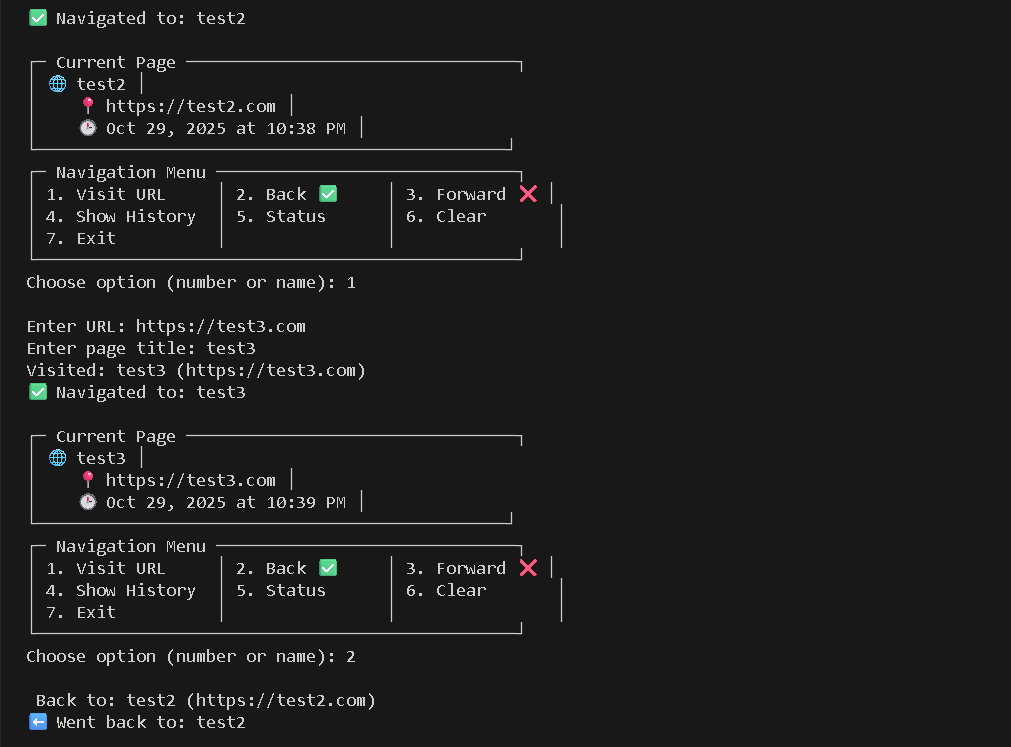 ✅ Navigated to: test2
┌─ Current Page ─────────────────────────────────┐
│ 🌐 test2 │
│    📍 https://test2.com │
│    🕒 Oct 29, 2025 at 10:38 PM │
└───────────────────────────────────────────────┘
┌─ Navigation Menu ──────────────────────────────┐
│ 1. Visit URL     │ 2. Back ✅     │ 3. Forward ❌ │
│ 4. Show History  │ 5. Status      │ 6. Clear       │
│ 7. Exit          │                │                │
└────────────────────────────────────────────────┘
Choose option (number or name): 1
Enter URL: https://test3.com
Enter page title: test3
Visited: test3 (https://test3.com)
✅ Navigated to: test3
┌─ Current Page ─────────────────────────────────┐
│ 🌐 test3 │
│    📍 https://test3.com │
│    🕒 Oct 29, 2025 at 10:39 PM │
└───────────────────────────────────────────────┘
┌─ Navigation Menu ──────────────────────────────┐
│ 1. Visit URL     │ 2. Back ✅     │ 3. Forward ❌ │
│ 4. Show History  │ 5. Status      │ 6. Clear       │
│ 7. Exit          │                │                │
└────────────────────────────────────────────────┘
Choose option (number or name): 2
Back to: test2 (https://test2.com)
⬅️ Went back to: test2